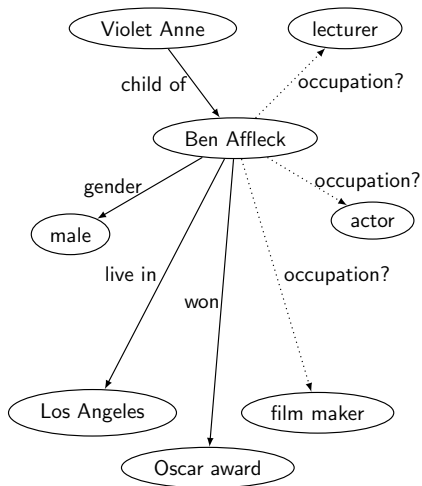 Violet Anne
lecturer
child of
occupation?
Ben Affleck
gender
occupation?
male
actor
live in
occupation?
won
Los Angeles
film maker
Oscar award